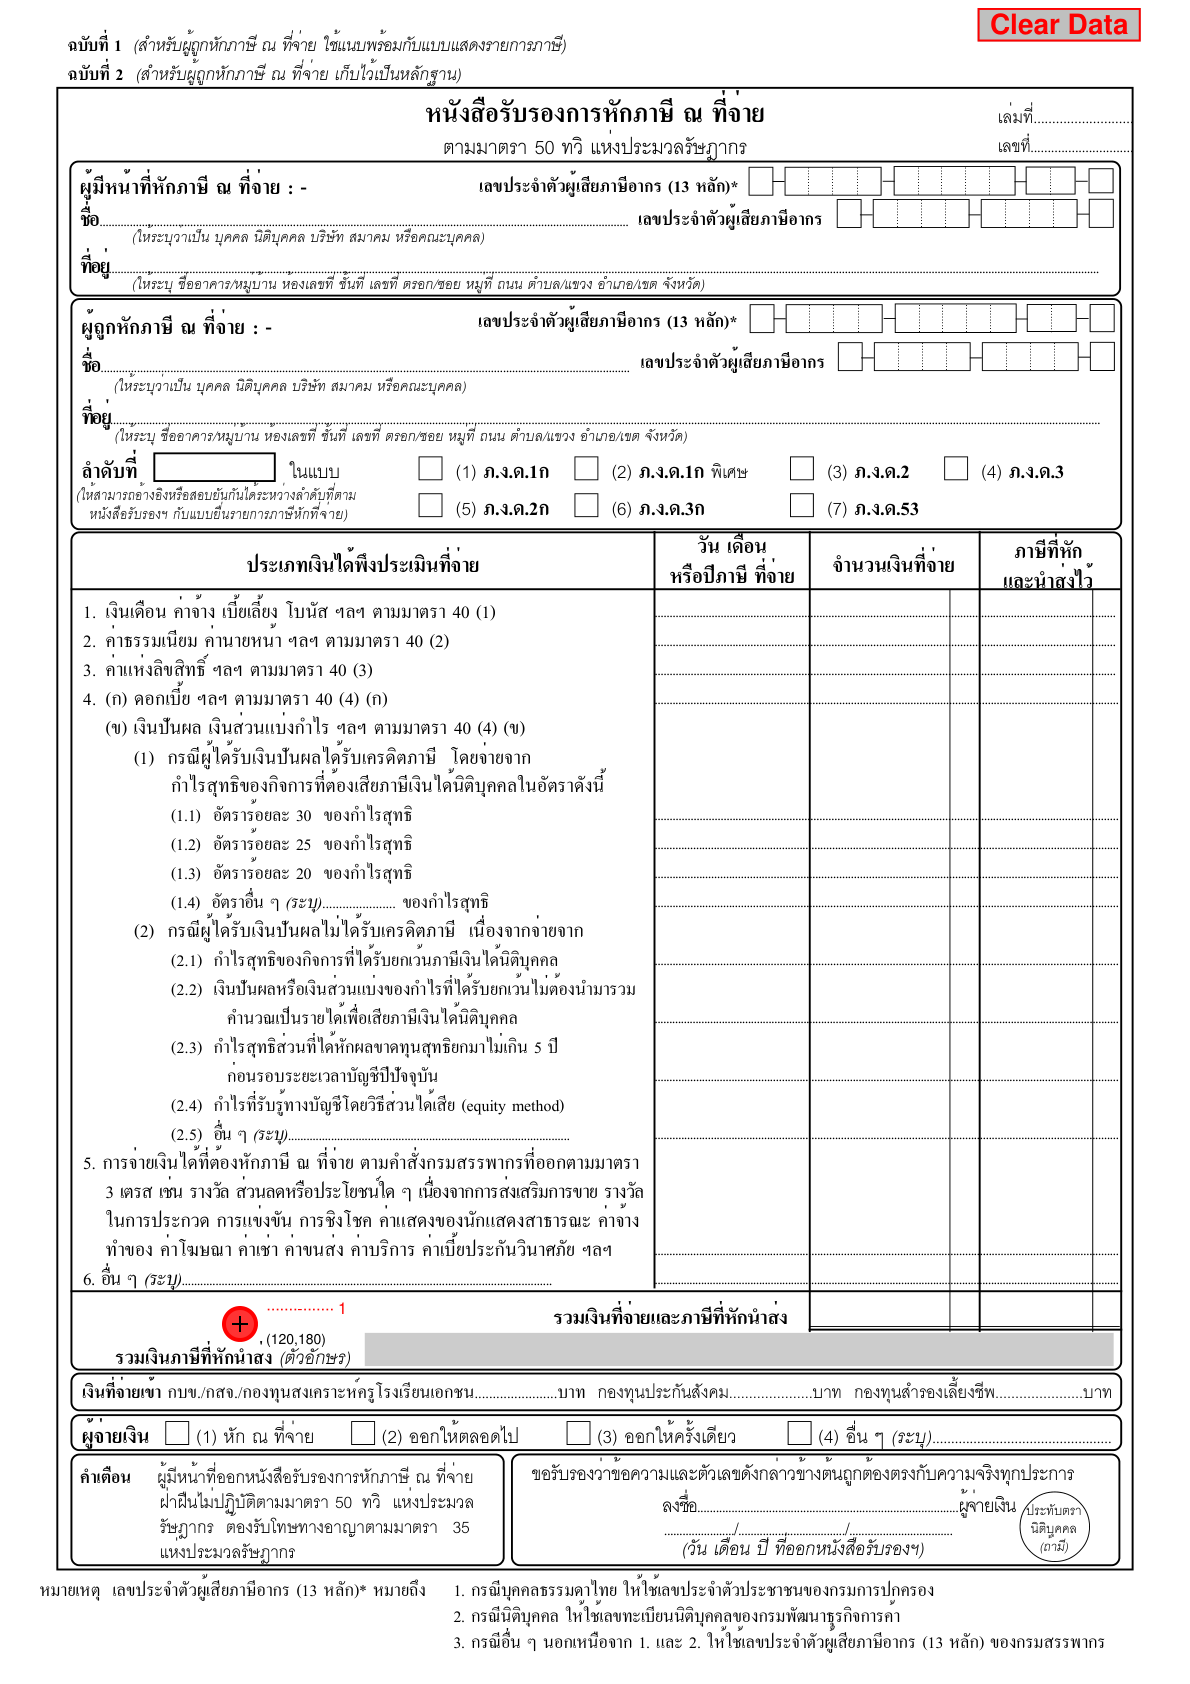 Clear Data
ฉบับที่ 1 (สำหรับผู้ถูกหักภาษี ณ ที่จ่าย ใช้แนบพร้อมกับแบบแสดงรายการภาษี)
ฉบับที่ 2 (สำหรับผู้ถูกหักภาษี ณ ที่จ่าย เก็บไว้เป็นหลักฐาน)
หนังสือรับรองการหักภาษี ณ ที่จ่าย
เล่มที่..........................
ตามมาตรา 50 ทวิ แห่งประมวลรัษฎากร
เลขที่............................
ผู้มีหน้าที่หักภาษี ณ ที่จ่าย : - เลขประจำตัวผู้เสียภาษีอากร (13 หลัก)*
ชื่อ.................... เลขประจำตัวผู้เสียภาษีอากร
(ให้ระบุว่าเป็น บุคคล นิติบุคคล บริษัท สมาคม หรือคณะบุคคล)
ที่อยู่....................
(ให้ระบุ ชื่ออาคาร/หมู่บ้าน ห้องเลขที่ ชั้นที่ เลขที่ ตรอก/ซอย หมู่ที่ ถนน ตำบล/แขวง อำเภอ/เขต จังหวัด)
ผู้ถูกหักภาษี ณ ที่จ่าย : - เลขประจำตัวผู้เสียภาษีอากร (13 หลัก)*
ชื่อ.................... เลขประจำตัวผู้เสียภาษีอากร
(ให้ระบุว่าเป็น บุคคล นิติบุคคล บริษัท สมาคม หรือคณะบุคคล)
ที่อยู่....................
(ให้ระบุ ชื่ออาคาร/หมู่บ้าน ห้องเลขที่ ชั้นที่ เลขที่ ตรอก/ซอย หมู่ที่ ถนน ตำบล/แขวง อำเภอ/เขต จังหวัด)
ลำดับที่ ในแบบ (1) ภ.ง.ด.1ก (2) ภ.ง.ด.1ก พิเศษ (3) ภ.ง.ด.2 (4) ภ.ง.ด.3
(ให้สามารถอ้างอิงหรือสอบยันกันได้ระหว่างลำดับที่ตาม
หนังสือรับรองฯ กับแบบยื่นรายการภาษีหักที่จ่าย) (5) ภ.ง.ด.2ก (6) ภ.ง.ด.3ก (7) ภ.ง.ด.53
ประเภทเงินได้พึงประเมินที่จ่าย
วัน เดือน
หรือปีภาษี ที่จ่าย
จำนวนเงินที่จ่าย
ภาษีที่หัก
และนำส่งไว้
1. เงินเดือน ค่าจ้าง เบี้ยเลี้ยง โบนัส ฯลฯ ตามมาตรา 40 (1)
2. ค่าธรรมเนียม ค่านายหน้า ฯลฯ ตามมาตรา 40 (2)
3. ค่าแห่งลิขสิทธิ์ ฯลฯ ตามมาตรา 40 (3)
4. (ก) ดอกเบี้ย ฯลฯ ตามมาตรา 40 (4) (ก)
(ข) เงินปันผล เงินส่วนแบ่งกำไร ฯลฯ ตามมาตรา 40 (4) (ข)
(1) กรณีผู้ได้รับเงินปันผลได้รับเครดิตภาษี โดยจ่ายจาก
กำไรสุทธิของกิจการที่ต้องเสียภาษีเงินได้นิติบุคคลในอัตราดังนี้
(1.1) อัตราร้อยละ 30 ของกำไรสุทธิ
(1.2) อัตราร้อยละ 25 ของกำไรสุทธิ
(1.3) อัตราร้อยละ 20 ของกำไรสุทธิ
(1.4) อัตราอื่น ๆ (ระบุ)...................... ของกำไรสุทธิ
(2) กรณีผู้ได้รับเงินปันผลไม่ได้รับเครดิตภาษี เนื่องจากจ่ายจาก
(2.1) กำไรสุทธิของกิจการที่ได้รับยกเว้นภาษีเงินได้นิติบุคคล
(2.2) เงินปันผลหรือเงินส่วนแบ่งของกำไรที่ได้รับยกเว้นไม่ต้องนำมารวม
คำนวณเป็นรายได้เพื่อเสียภาษีเงินได้นิติบุคคล
(2.3) กำไรสุทธิส่วนที่ได้หักผลขาดทุนสุทธิยกมาไม่เกิน 5 ปี
ก่อนรอบระยะเวลาบัญชีปีปัจจุบัน
(2.4) กำไรที่รับรู้ทางบัญชีโดยวิธีส่วนได้เสีย (equity method)
(2.5) อื่น ๆ (ระบุ)....................
5. การจ่ายเงินได้ที่ต้องหักภาษี ณ ที่จ่าย ตามคำสั่งกรมสรรพากรที่ออกตามมาตรา
3 เตรส เช่น รางวัล ส่วนลดหรือประโยชน์ใด ๆ เนื่องจากการส่งเสริมการขาย รางวัล
ในการประกวด การแข่งขัน การชิงโชค ค่าแสดงของนักแสดงสาธารณะ ค่าจ้าง
ทำของ ค่าโฆษณา ค่าเช่า ค่าขนส่ง ค่าบริการ ค่าเบี้ยประกันวินาศภัย ฯลฯ
6. อื่น ๆ (ระบุ)....................
.............. 1
รวมเงินที่จ่ายและภาษีที่หักนำส่ง
(120,180)
รวมเงินภาษีที่หักนำส่ง (ตัวอักษร)
เงินที่จ่ายเข้า กบข./กสจ./กองทุนสงเคราะห์ครูโรงเรียนเอกชน....................บาท กองทุนประกันสังคม....................บาท กองทุนสำรองเลี้ยงชีพ....................บาท
ผู้จ่ายเงิน (1) หัก ณ ที่จ่าย (2) ออกให้ตลอดไป (3) ออกให้ครั้งเดียว (4) อื่น ๆ (ระบุ)....................
คำเตือน ผู้มีหน้าที่ออกหนังสือรับรองการหักภาษี ณ ที่จ่าย
ฝ่าฝืนไม่ปฏิบัติตามมาตรา 50 ทวิ แห่งประมวล
รัษฎากร ต้องรับโทษทางอาญาตามมาตรา 35
แห่งประมวลรัษฎากร
ขอรับรองว่าข้อความและตัวเลขดังกล่าวข้างต้นถูกต้องตรงกับความจริงทุกประการ
ลงชื่อ....................ผู้จ่ายเงิน
................/................/................
(วัน เดือน ปี ที่ออกหนังสือรับรองฯ)
ประทับตรา
นิติบุคคล
(ถ้ามี)
หมายเหตุ เลขประจำตัวผู้เสียภาษีอากร (13 หลัก)* หมายถึง 1. กรณีบุคคลธรรมดาไทย ให้ใช้เลขประจำตัวประชาชนของกรมการปกครอง
2. กรณีนิติบุคคล ให้ใช้เลขทะเบียนนิติบุคคลของกรมพัฒนาธุรกิจการค้า
3. กรณีอื่น ๆ นอกเหนือจาก 1. และ 2. ให้ใช้เลขประจำตัวผู้เสียภาษีอากร (13 หลัก) ของกรมสรรพากร